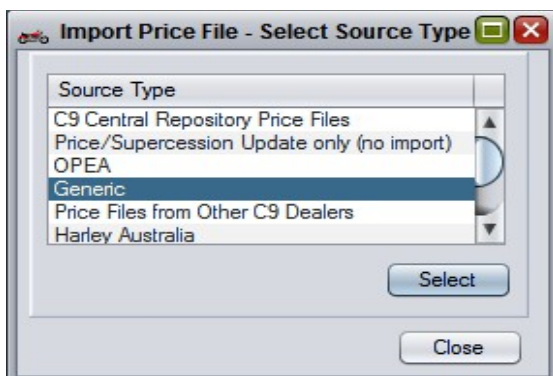 Import Price File - Select Source Type
Source Type
C9 Central Repository Price Files
Price/Supercession Update only (no import)
OPEA
Generic
Price Files from Other C9 Dealers
Harley Australia
Select
Close